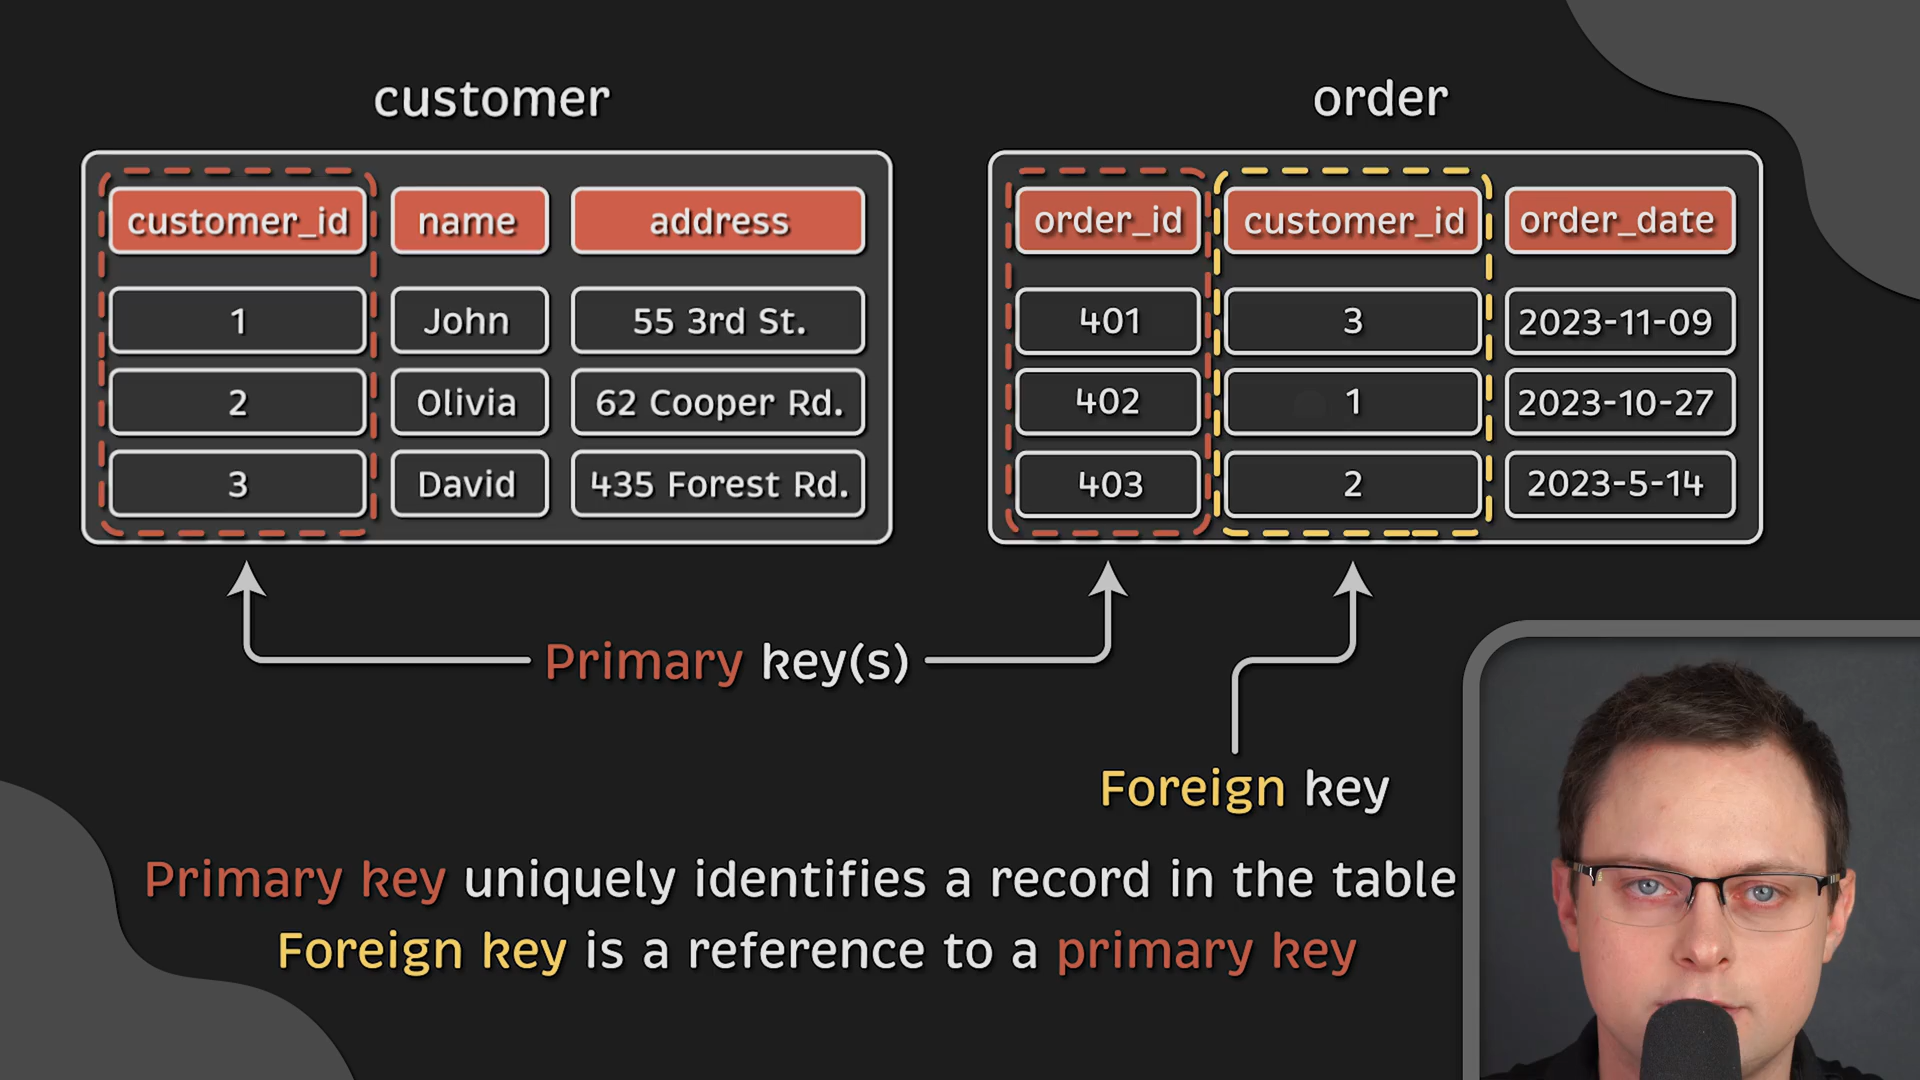 customer
customer_id name address
1 John 55 3rd St.
2 Olivia 62 Cooper Rd.
3 David 435 Forest Rd.
order
order_id customer_id order_date
401 3 2023-11-09
402 1 2023-10-27
403 2 2023-5-14
Primary key(s)
Foreign key
Primary key uniquely identifies a record in the table
Foreign key is a reference to a primary key